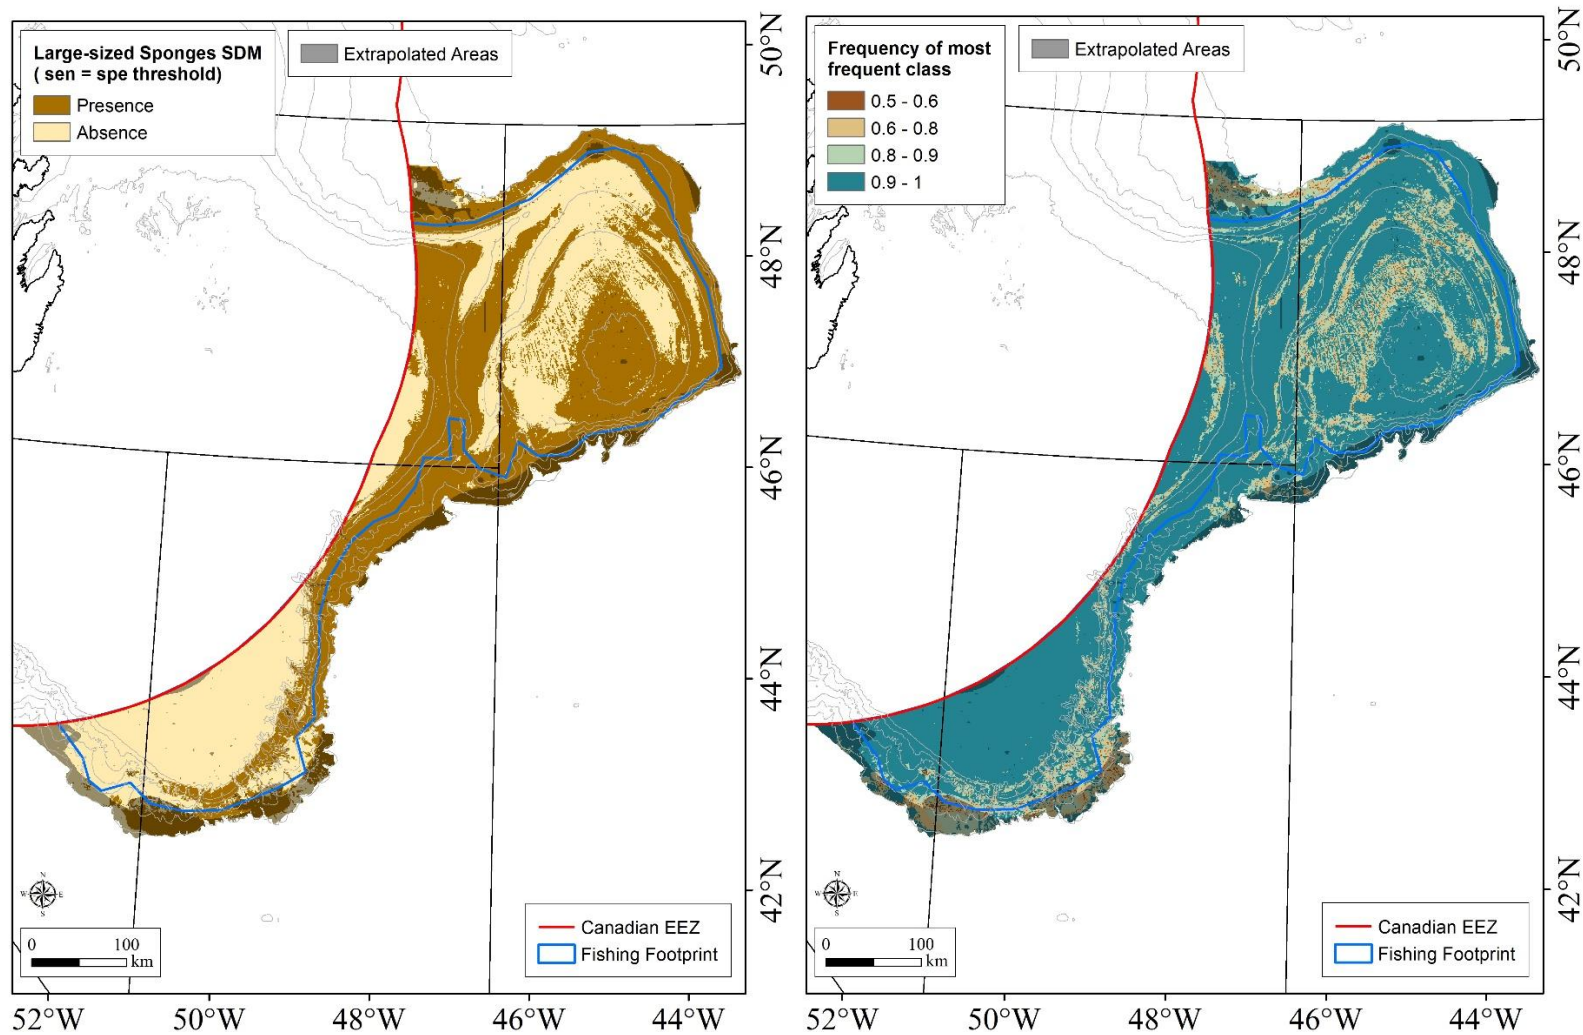 Large-sized Sponges SDM
( sen = spe threshold)
Presence
Absence
Extrapolated Areas
N
W
E
S
0
100
km
Canadian EEZ
Fishing Footprint
50°N
48°N
46°N
44°N
42°N
52°W
50°W
48°W
46°W
44°W
Frequency of most
frequent class
0.5 - 0.6
0.6 - 0.8
0.8 - 0.9
0.9 - 1
Extrapolated Areas
N
W
E
S
0
100
km
Canadian EEZ
Fishing Footprint
50°N
48°N
46°N
44°N
42°N
52°W
50°W
48°W
46°W
44°W